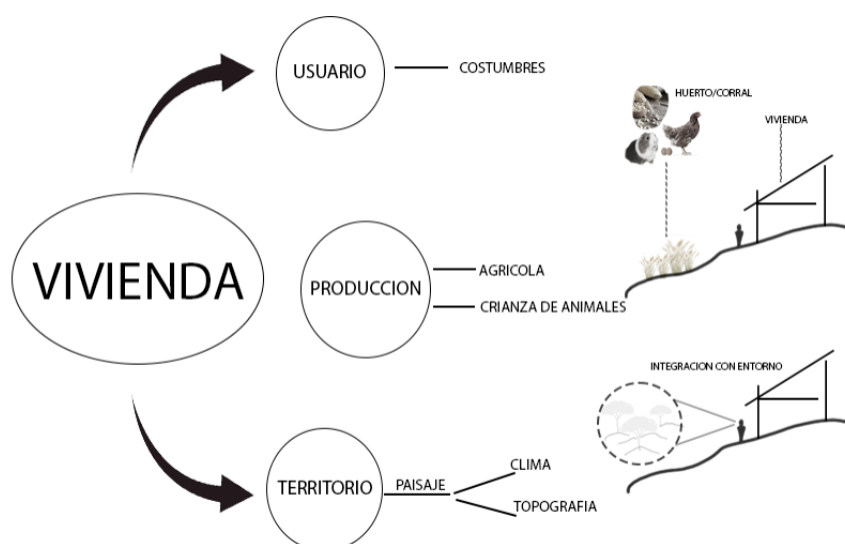 USUARIO
COSTUMBRES
HUERTO/CORRAL
VIVIENDA
VIVIENDA
PRODUCCION
AGRICOLA
CRIANZA DE ANIMALES
INTEGRACION CON ENTORNO
TERRITORIO
PAISAJE
CLIMA
TOPOGRAFIA